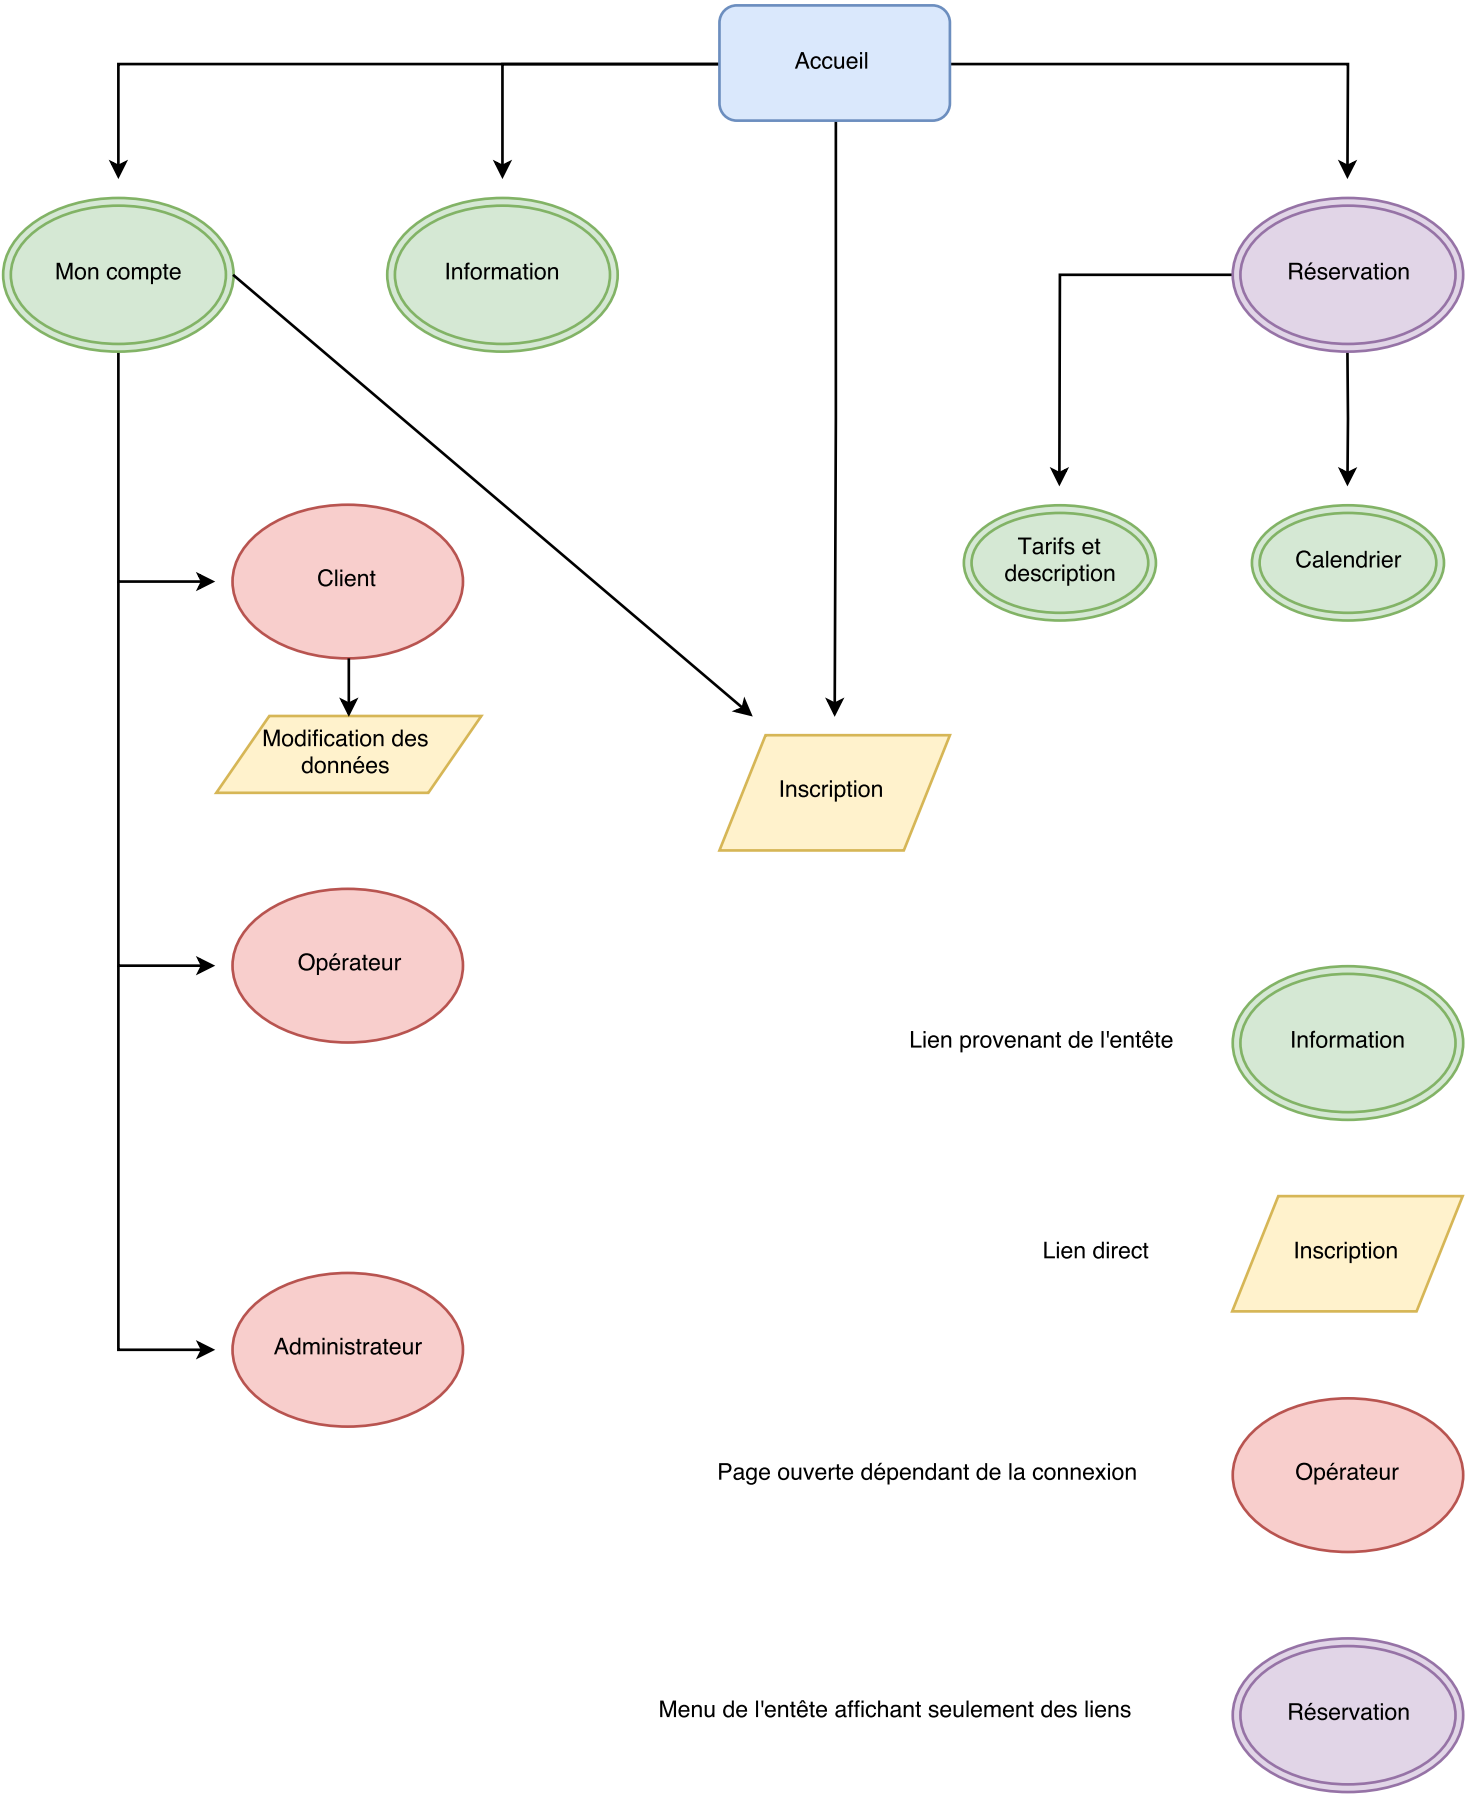 Accueil
Mon compte
Information
Réservation
Tarifs et
description
Calendrier
Client
Modification des
données
Inscription
Opérateur
Lien provenant de l'entête
Information
Lien direct
Inscription
Administrateur
Page ouverte dépendant de la connexion
Opérateur
Menu de l'entête affichant seulement des liens
Réservation